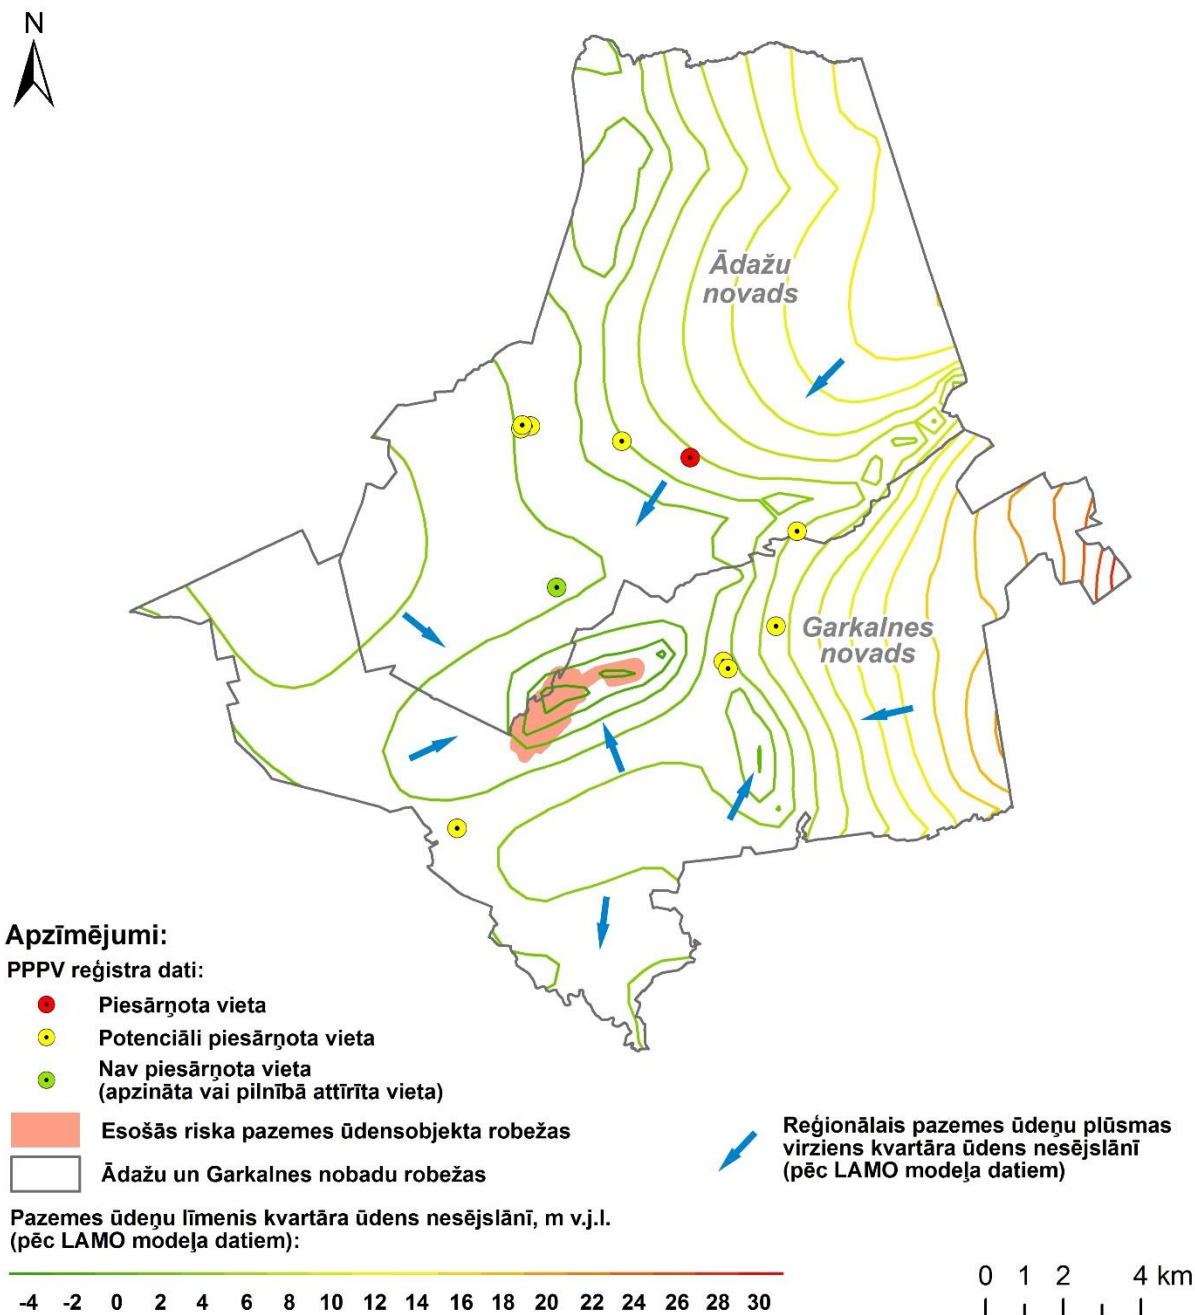 N
Ādažu
novads
Garkalnes
novads
Apzīmējumi:
PPPV reģistra dati:
Piesārņota vieta
Potenciāli piesārņota vieta
Nav piesārņota vieta
(apzināta vai pilnībā attīrīta vieta)
Esošās riska pazemes ūdensobjekta robežas
Ādažu un Garkalnes nobadu robežas
Reģionālais pazemes ūdeņu plūsmas
virziens kvartāra ūdens nesējslānī
(pēc LAMO modeļa datiem)
Pazemes ūdeņu līmenis kvartāra ūdens nesējslānī, m v.j.l.
(pēc LAMO modeļa datiem):
-4 -2 0 2 4 6 8 10 12 14 16 18 20 22 24 26 28 30
0 1 2 4 km